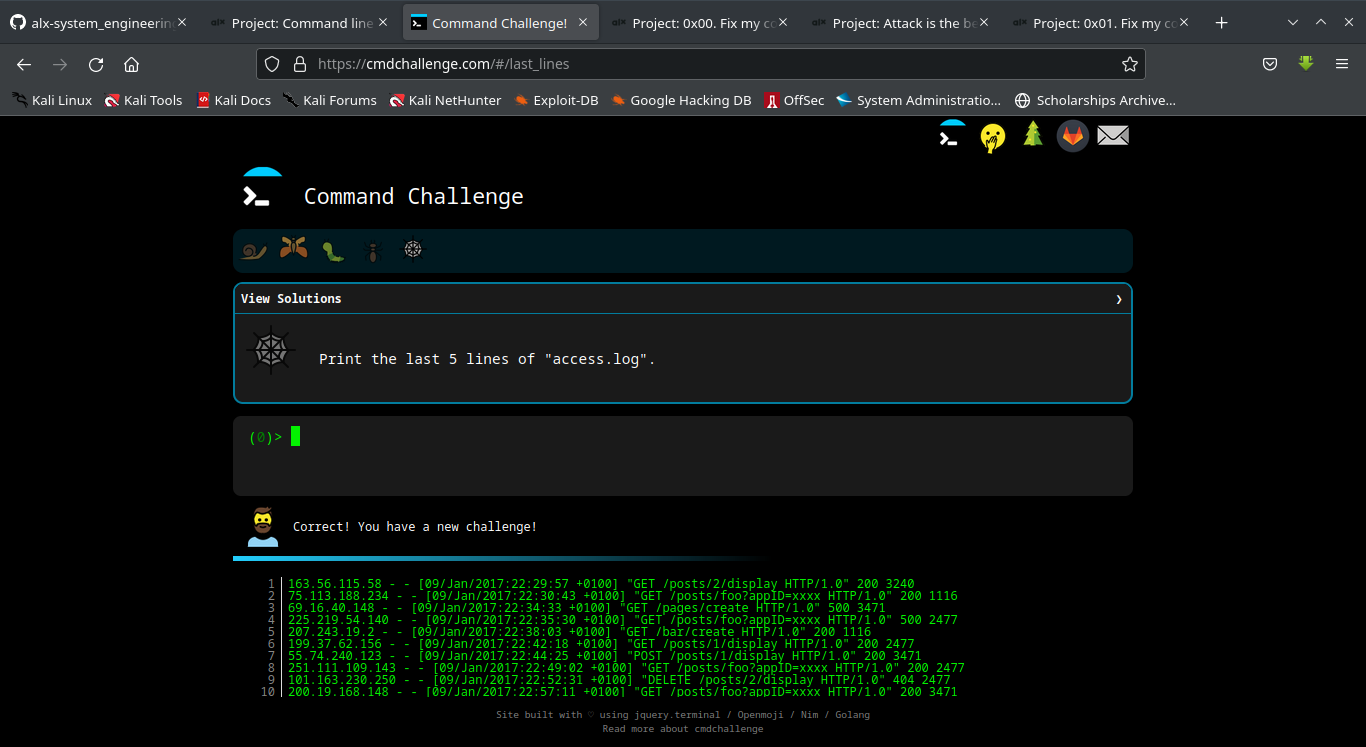 alx-system_engineerin
Project: Command line
Command Challenge!
Project: 0x00. Fix my co
Project: Attack is the be
Project: 0x01. Fix my co
https://cmdchallenge.com/#/last_lines
Kali Linux
Kali Tools
Kali Docs
Kali Forums
Kali NetHunter
Exploit-DB
Google Hacking DB
OffSec
System Administratio...
Scholarships Archive...
Command Challenge
View Solutions
Print the last 5 lines of "access.log".
(0)>
Correct! You have a new challenge!
1 163.56.115.58 - - [09/Jan/2017:22:29:57 +0100] "GET /posts/2/display HTTP/1.0" 200 3240
2 75.113.188.234 - - [09/Jan/2017:22:30:43 +0100] "GET /posts/foo?appID=xxxx HTTP/1.0" 200 1116
3 69.16.40.148 - - [09/Jan/2017:22:34:33 +0100] "GET /pages/create HTTP/1.0" 500 3471
4 225.219.54.140 - - [09/Jan/2017:22:35:30 +0100] "GET /posts/foo?appID=xxxx HTTP/1.0" 500 2477
5 207.243.19.2 - - [09/Jan/2017:22:38:03 +0100] "GET /bar/create HTTP/1.0" 200 1116
6 199.37.62.156 - - [09/Jan/2017:22:42:18 +0100] "GET /posts/1/display HTTP/1.0" 200 2477
7 55.74.240.123 - - [09/Jan/2017:22:44:25 +0100] "POST /posts/1/display HTTP/1.0" 200 3471
8 251.111.109.143 - - [09/Jan/2017:22:49:02 +0100] "GET /posts/foo?appID=xxxx HTTP/1.0" 200 2477
9 101.163.230.250 - - [09/Jan/2017:22:52:31 +0100] "DELETE /posts/2/display HTTP/1.0" 404 2477
10 200.19.168.148 - - [09/Jan/2017:22:57:11 +0100] "GET /posts/foo?appID=xxxx HTTP/1.0" 200 3471
Site built with ♡ using jquery.terminal / Openmoji / Nim / Golang
Read more about cmdchallenge